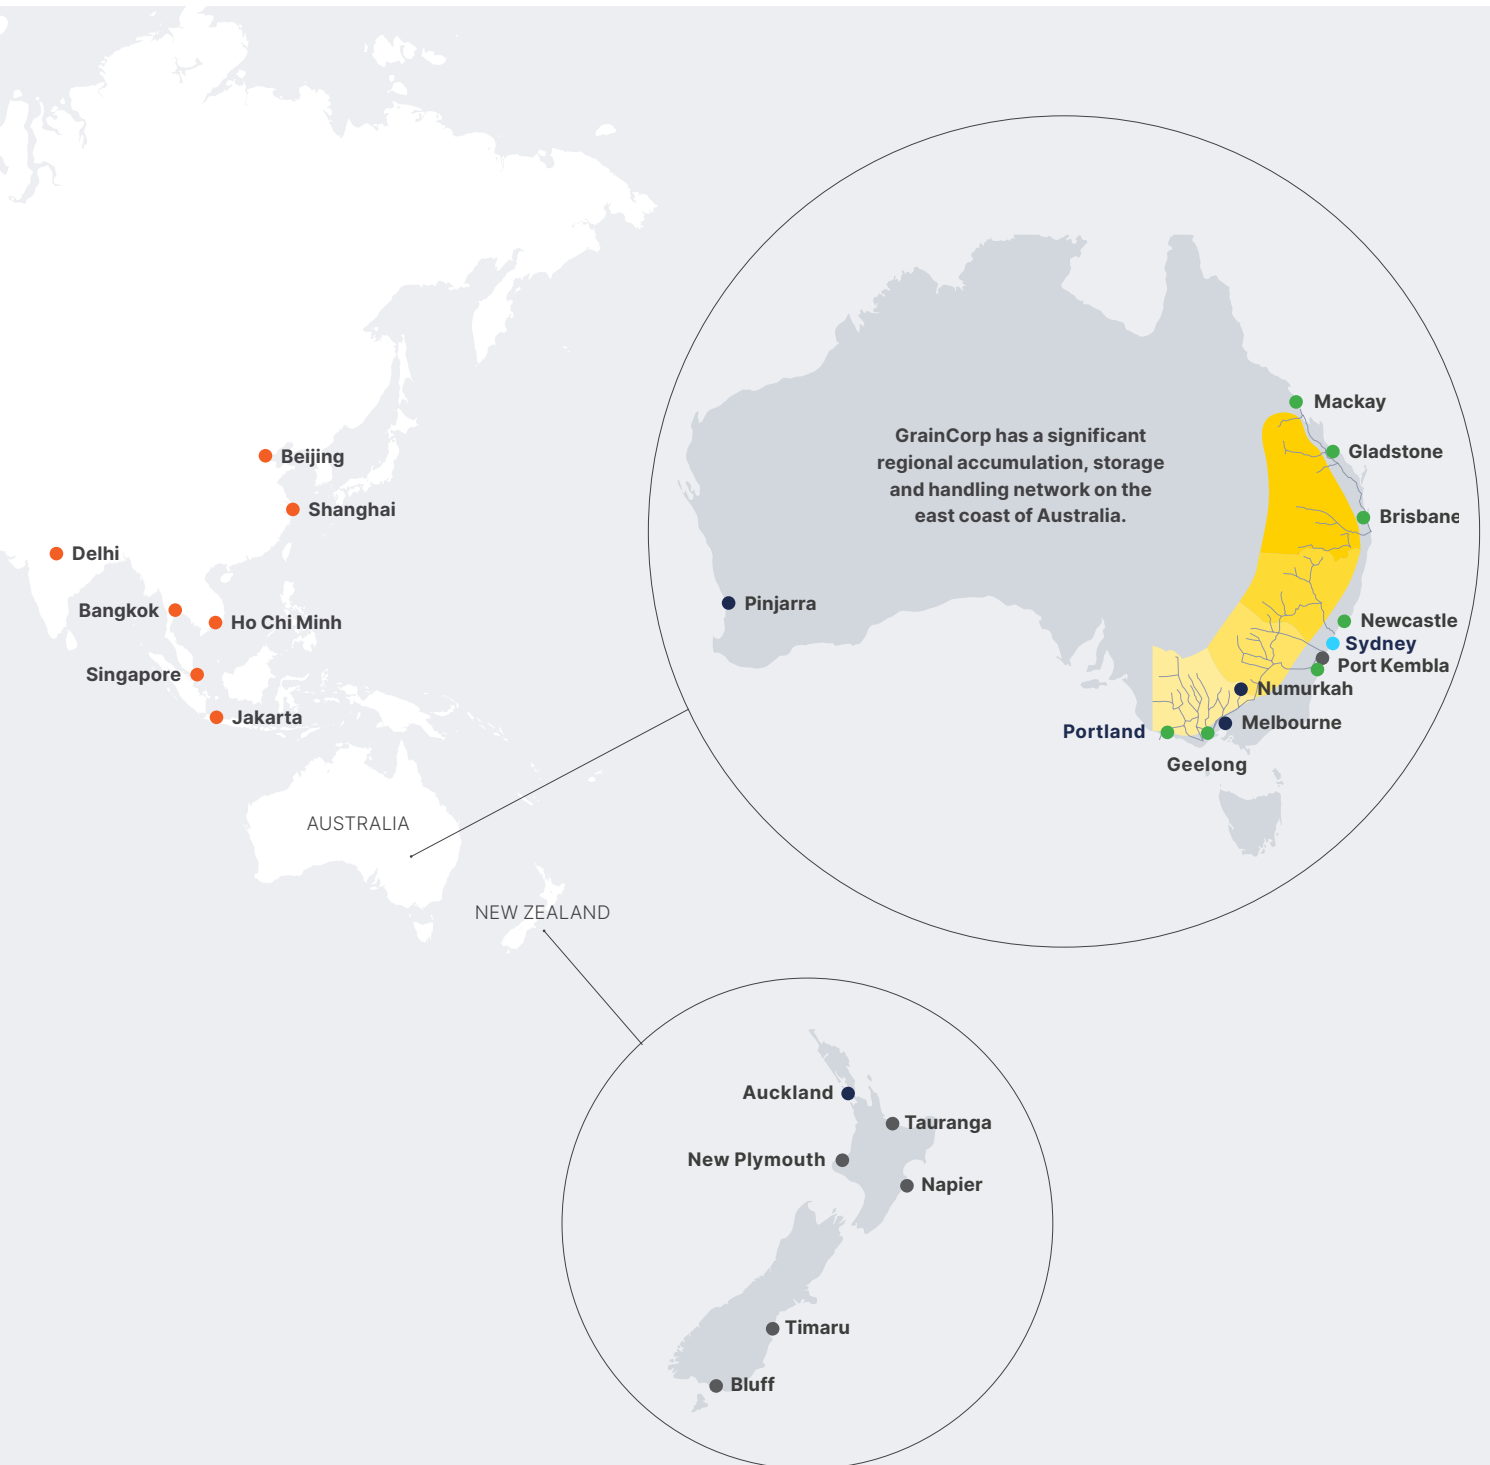 Beijing
Shanghai
Delhi
Bangkok
Ho Chi Minh
Singapore
Jakarta
AUSTRALIA
NEW ZEALAND
GrainCorp has a significant
regional accumulation, storage
and handling network on the
east coast of Australia.
Mackay
Gladstone
Brisbane
Pinjarra
Newcastle
Sydney
Port Kembla
Numurkah
Melbourne
Portland
Geelong
Auckland
Tauranga
New Plymouth
Napier
Timaru
Bluff